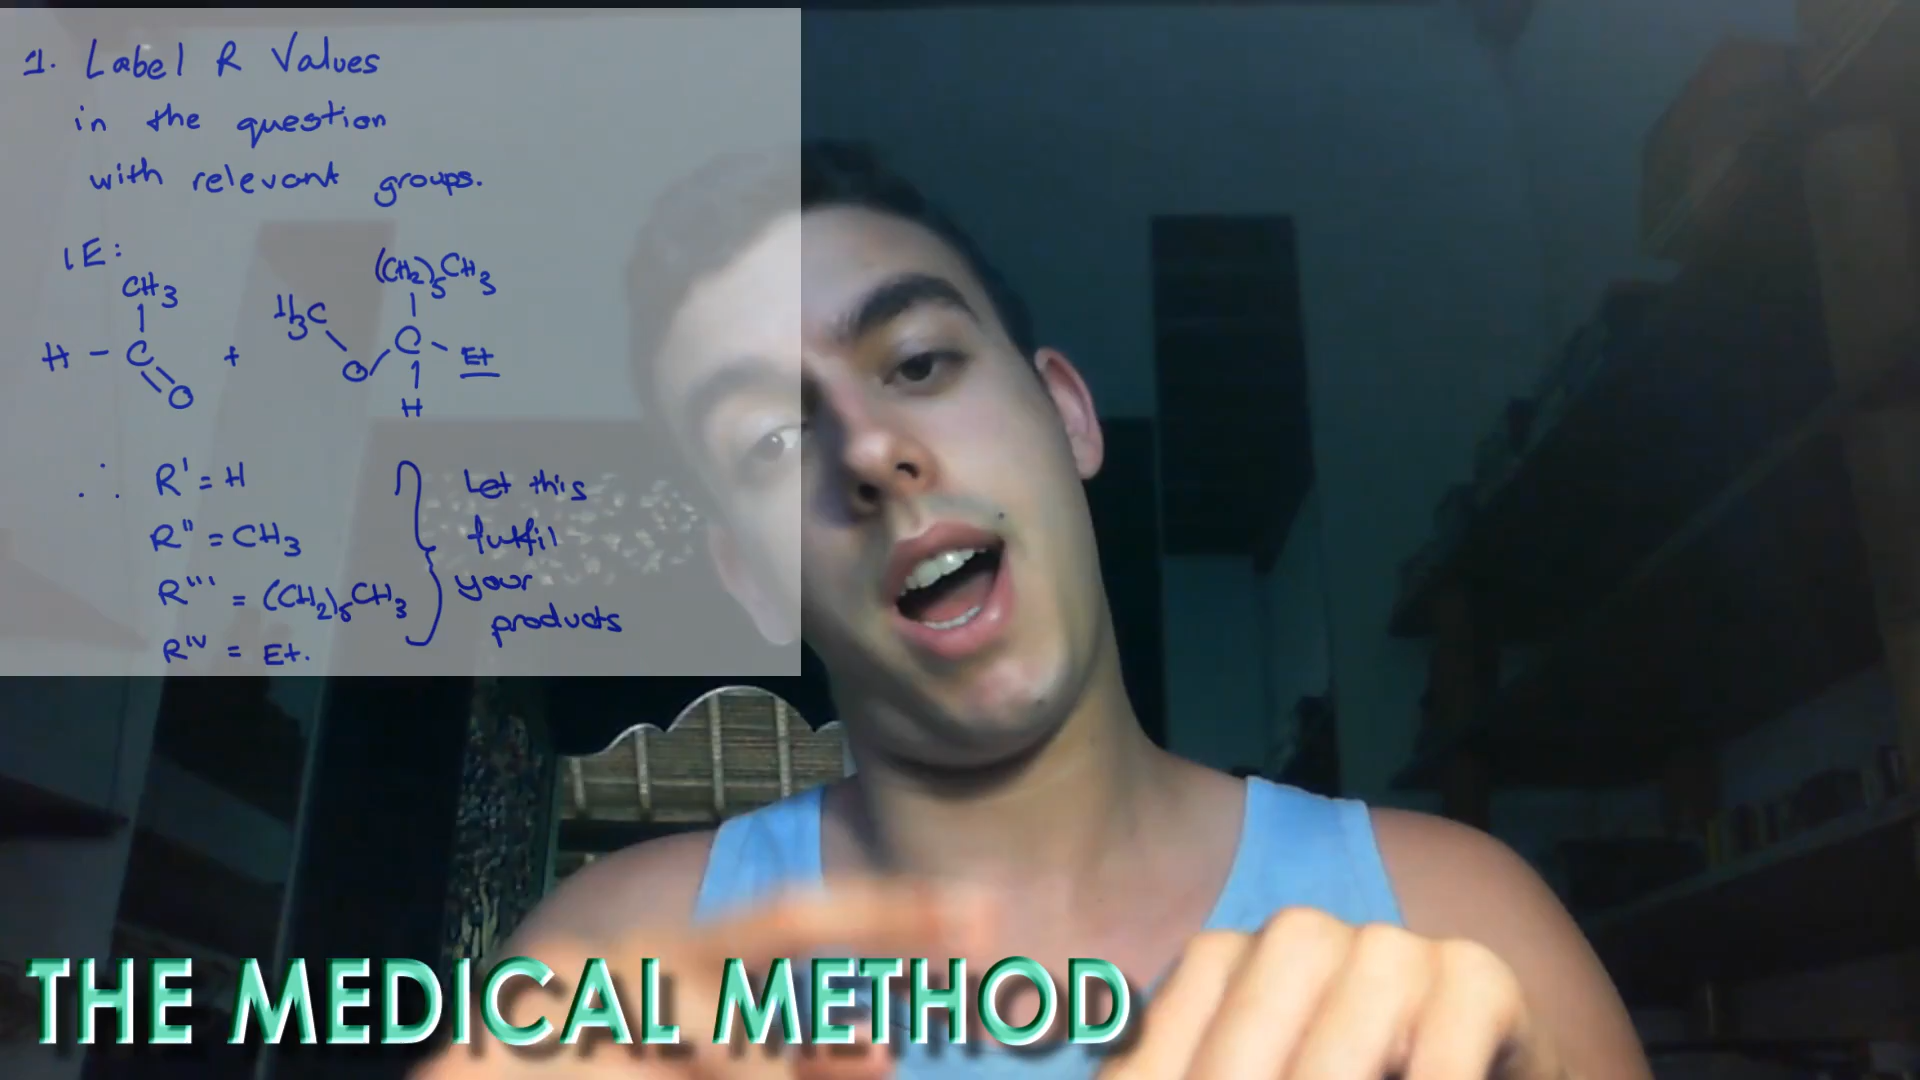 1. Label R Values
in the question
with relevant groups.
IE:
CH3
H - C = O
+
H3C
O
(CH2)5CH3
C - Et
H
∴ R' = H
R'' = CH3
R''' = (CH2)5CH3
R'v = Et.
Let this
fulfil
your
products
THE MEDICAL METHOD